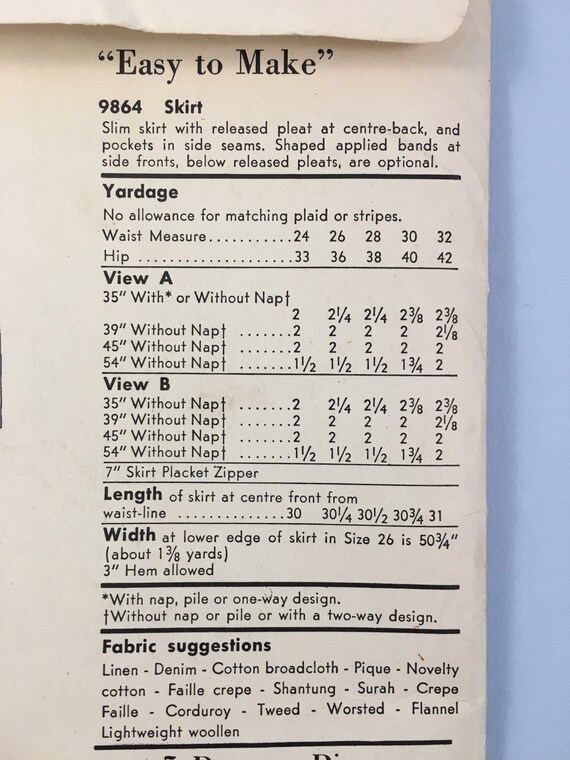 “Easy to Make”
9864 Skirt
Slim skirt with released pleat at centre-back, and
pockets in side seams. Shaped applied bands at
side fronts, below released pleats, are optional.
Yardage
No allowance for matching plaid or stripes.
Waist Measure...........24 26 28 30 32
Hip ....................33 36 38 40 42
View A
35" With* or Without Nap†
2 2¼ 2¼ 2⅜ 2⅜
39" Without Nap† .......2 2 2 2 2⅛
45" Without Nap† .......2 2 2 2 2
54" Without Nap† .......1½ 1½ 1½ 1¾ 2
View B
35" Without Nap† .......2 2¼ 2¼ 2⅜ 2⅜
39" Without Nap† .......2 2 2 2 2⅛
45" Without Nap† .......2 2 2 2 2
54" Without Nap† .......1½ 1½ 1½ 1¾ 2
7" Skirt Placket Zipper
Length of skirt at centre front from
waist-line ..............30 30¼ 30½ 30¾ 31
Width at lower edge of skirt in Size 26 is 50¾"
(about 1⅜ yards)
3" Hem allowed
*With nap, pile or one-way design.
†Without nap or pile or with a two-way design.
Fabric suggestions
Linen - Denim - Cotton broadcloth - Pique - Novelty
cotton - Faille crepe - Shantung - Surah - Crepe
Faille - Corduroy - Tweed - Worsted - Flannel
Lightweight woollen